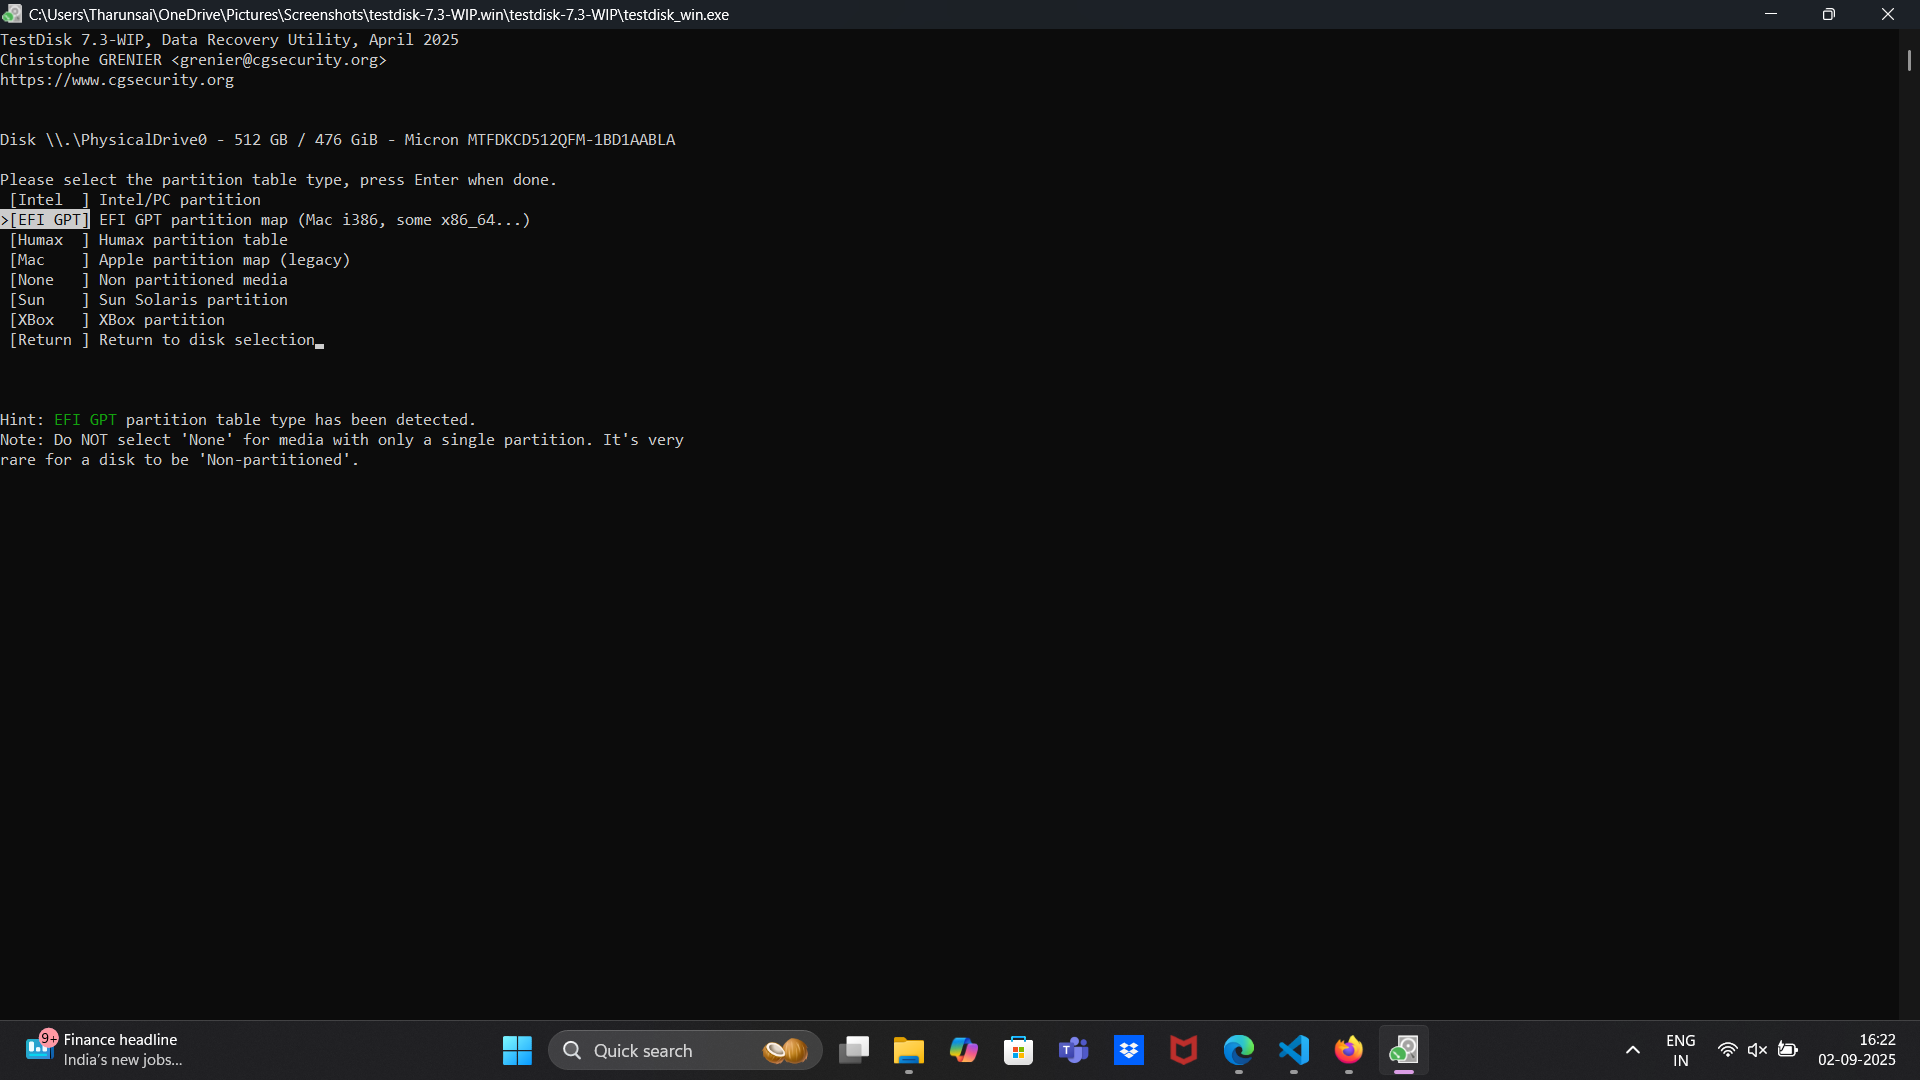 C:\Users\Tharunsai\OneDrive\Pictures\Screenshots\testdisk-7.3-WIP.win\testdisk-7.3-WIP\testdisk_win.exe
TestDisk 7.3-WIP, Data Recovery Utility, April 2025
Christophe GRENIER <grenier@cgsecurity.org>
https://www.cgsecurity.org
Disk \\.\PhysicalDrive0 - 512 GB / 476 GiB - Micron MTFDKCD512QFM-1BD1AABLA
Please select the partition table type, press Enter when done.
[Intel  ] Intel/PC partition
>[EFI GPT] EFI GPT partition map (Mac i386, some x86_64...)
[Humax  ] Humax partition table
[Mac    ] Apple partition map (legacy)
[None   ] Non partitioned media
[Sun    ] Sun Solaris partition
[XBox   ] XBox partition
[Return ] Return to disk selection
Hint: EFI GPT partition table type has been detected.
Note: Do NOT select 'None' for media with only a single partition. It's very
rare for a disk to be 'Non-partitioned'.
9+
Finance headline
India's new jobs...
Quick search
ENG
IN
16:22
02-09-2025